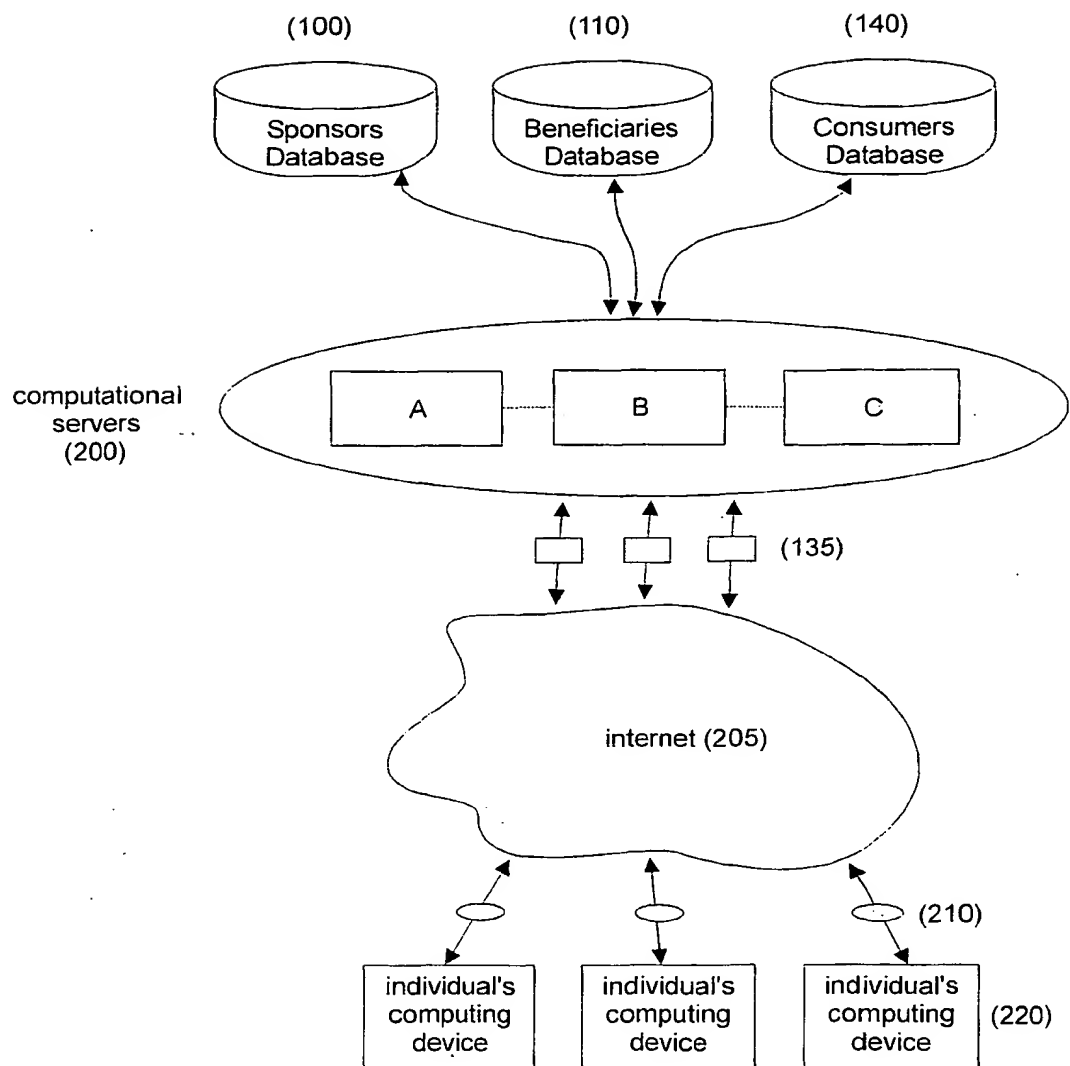 (100)
(110)
(140)
Sponsors
Database
Beneficiaries
Database
Consumers
Database
computational
servers
(200)
A
B
C
(135)
internet (205)
(210)
individual's
computing
device
individual's
computing
device
individual's
computing
device
(220)